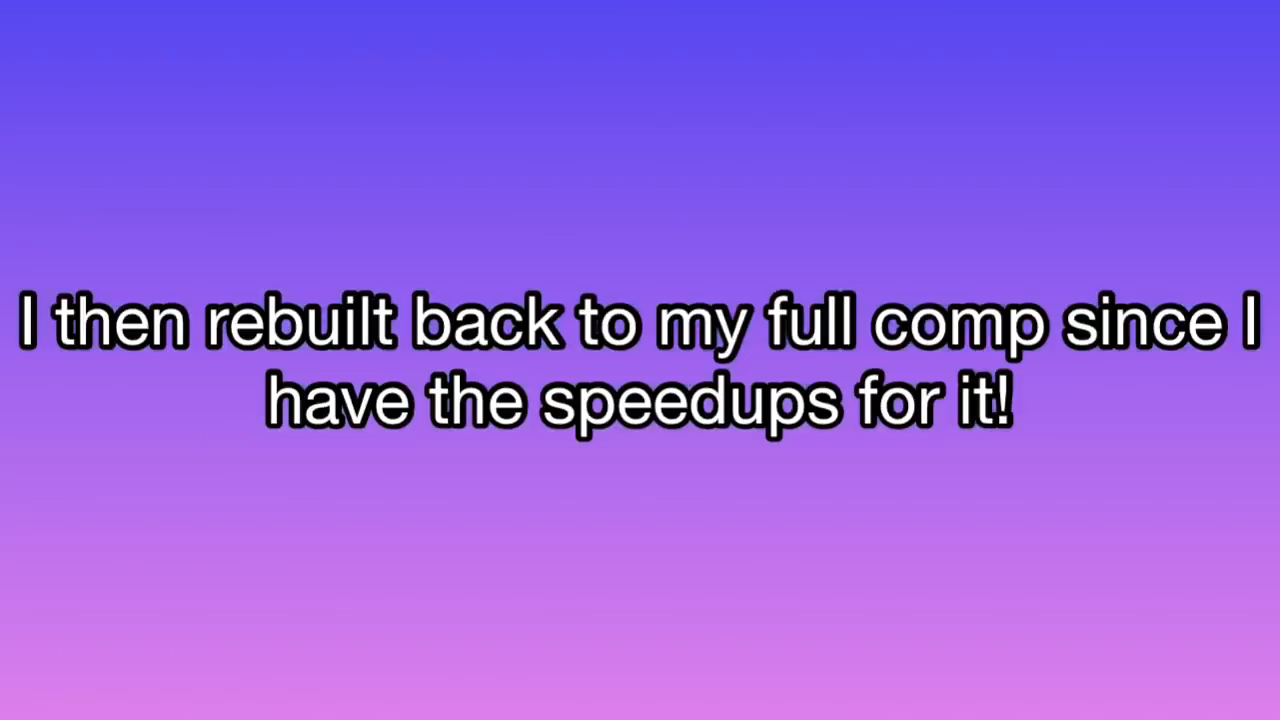 I then rebuilt back to my full comp since I
have the speedups for it!